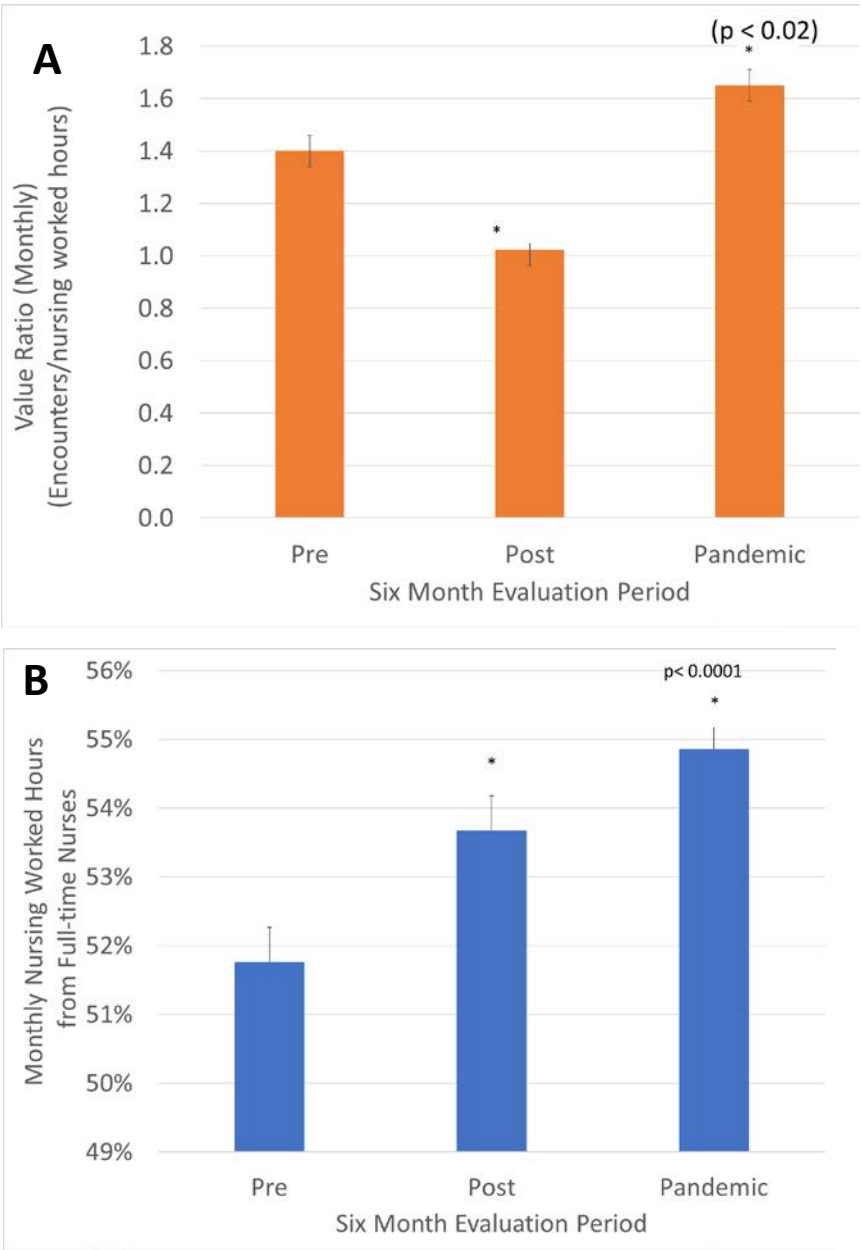 A
(p < 0.02)
*
*
1.8
1.6
1.4
1.2
1.0
0.8
0.6
0.4
0.2
0.0
Value Ratio (Monthly)
(Encounters/nursing worked hours)
Pre Post Pandemic
Six Month Evaluation Period
B
p< 0.0001
*
*
56%
55%
54%
53%
52%
51%
50%
49%
Monthly Nursing Worked Hours
from Full-time Nurses
Pre Post Pandemic
Six Month Evaluation Period